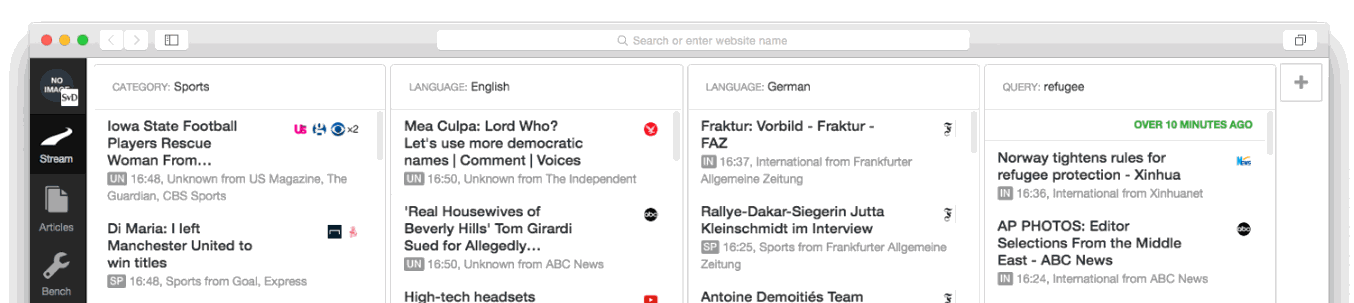 Search or enter website name
NO
IMAGE
SvD
Stream
Articles
Bench
CATEGORY: Sports
Iowa State Football
Players Rescue
Woman From...
US
x2
UN 16:48, Unknown from US Magazine, The
Guardian, CBS Sports
Di Maria: I left
Manchester United to
win titles
SP 16:48, Sports from Goal, Express
LANGUAGE: English
Mea Culpa: Lord Who?
Let's use more democratic
names | Comment | Voices
UN 16:50, Unknown from The Independent
'Real Housewives of
Beverly Hills' Tom Girardi
Sued for Allegedly...
abc
UN 16:50, Unknown from ABC News
High-tech headsets
LANGUAGE: German
Fraktur: Vorbild - Fraktur -
FAZ
IN 16:37, International from Frankfurter
Allgemeine Zeitung
Rallye-Dakar-Siegerin Jutta
Kleinschmidt im Interview
SP 16:25, Sports from Frankfurter Allgemeine
Zeitung
Antoine Demoitiés Team
QUERY: refugee
OVER 10 MINUTES AGO
Norway tightens rules for
refugee protection - Xinhua
News
IN 16:36, International from Xinhuanet
AP PHOTOS: Editor
Selections From the Middle
East - ABC News
abc
IN 16:24, International from ABC News